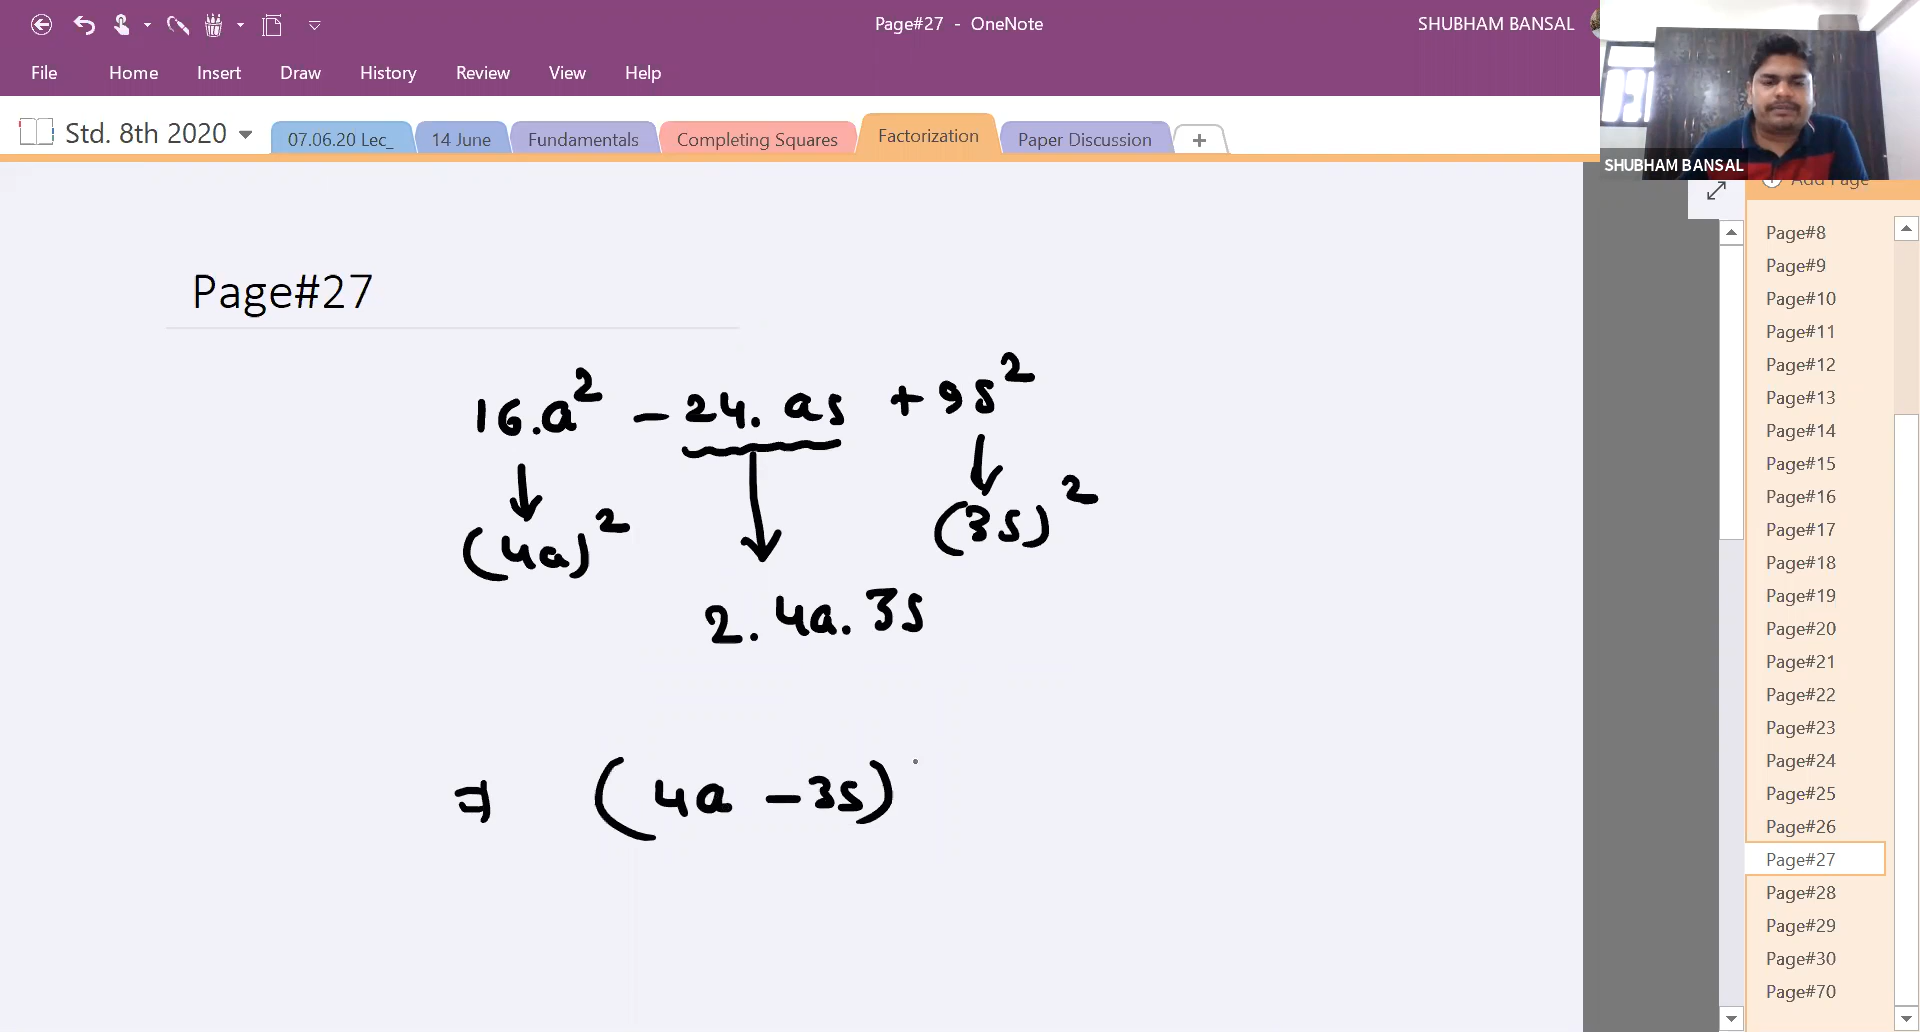 Page#27 - OneNote
SHUBHAM BANSAL
File Home Insert Draw History Review View Help
SHUBHAM BANSAL
Std. 8th 2020
07.06.20 Lec_
14 June
Fundamentals
Completing Squares
Factorization
Paper Discussion
+
Add Page
Page#27
16.a² - 24. as + 9s²
(4a)²
(3s)²
2. 4a. 3s
⇒ (4a - 3s)
Page#8
Page#9
Page#10
Page#11
Page#12
Page#13
Page#14
Page#15
Page#16
Page#17
Page#18
Page#19
Page#20
Page#21
Page#22
Page#23
Page#24
Page#25
Page#26
Page#27
Page#28
Page#29
Page#30
Page#70